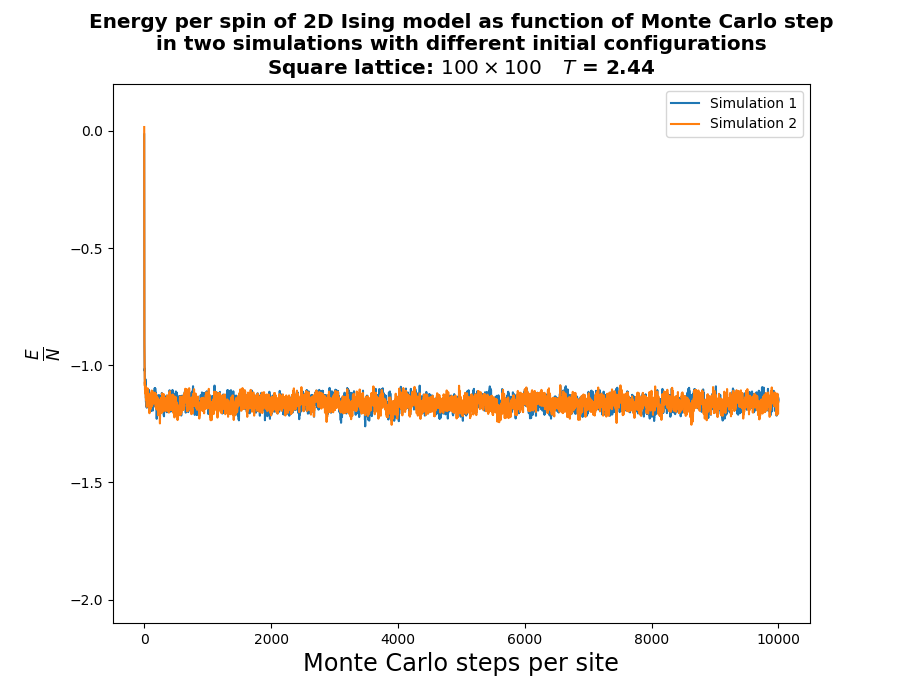 Energy per spin of 2D Ising model as function of Monte Carlo step
in two simulations with different initial configurations
Square lattice: 100 × 100 T = 2.44
Simulation 1
Simulation 2
0.0
−0.5
−1.0
−1.5
−2.0
E
N
0 2000 4000 6000 8000 10000
Monte Carlo steps per site